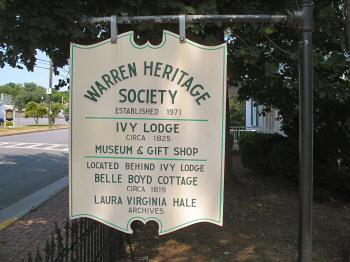 WARREN HERITAGE
SOCIETY
ESTABLISHED 1971
IVY LODGE
CIRCA 1825
MUSEUM & GIFT SHOP
LOCATED BEHIND IVY LODGE
BELLE BOYD COTTAGE
CIRCA 1819
LAURA VIRGINIA HALE
ARCHIVES